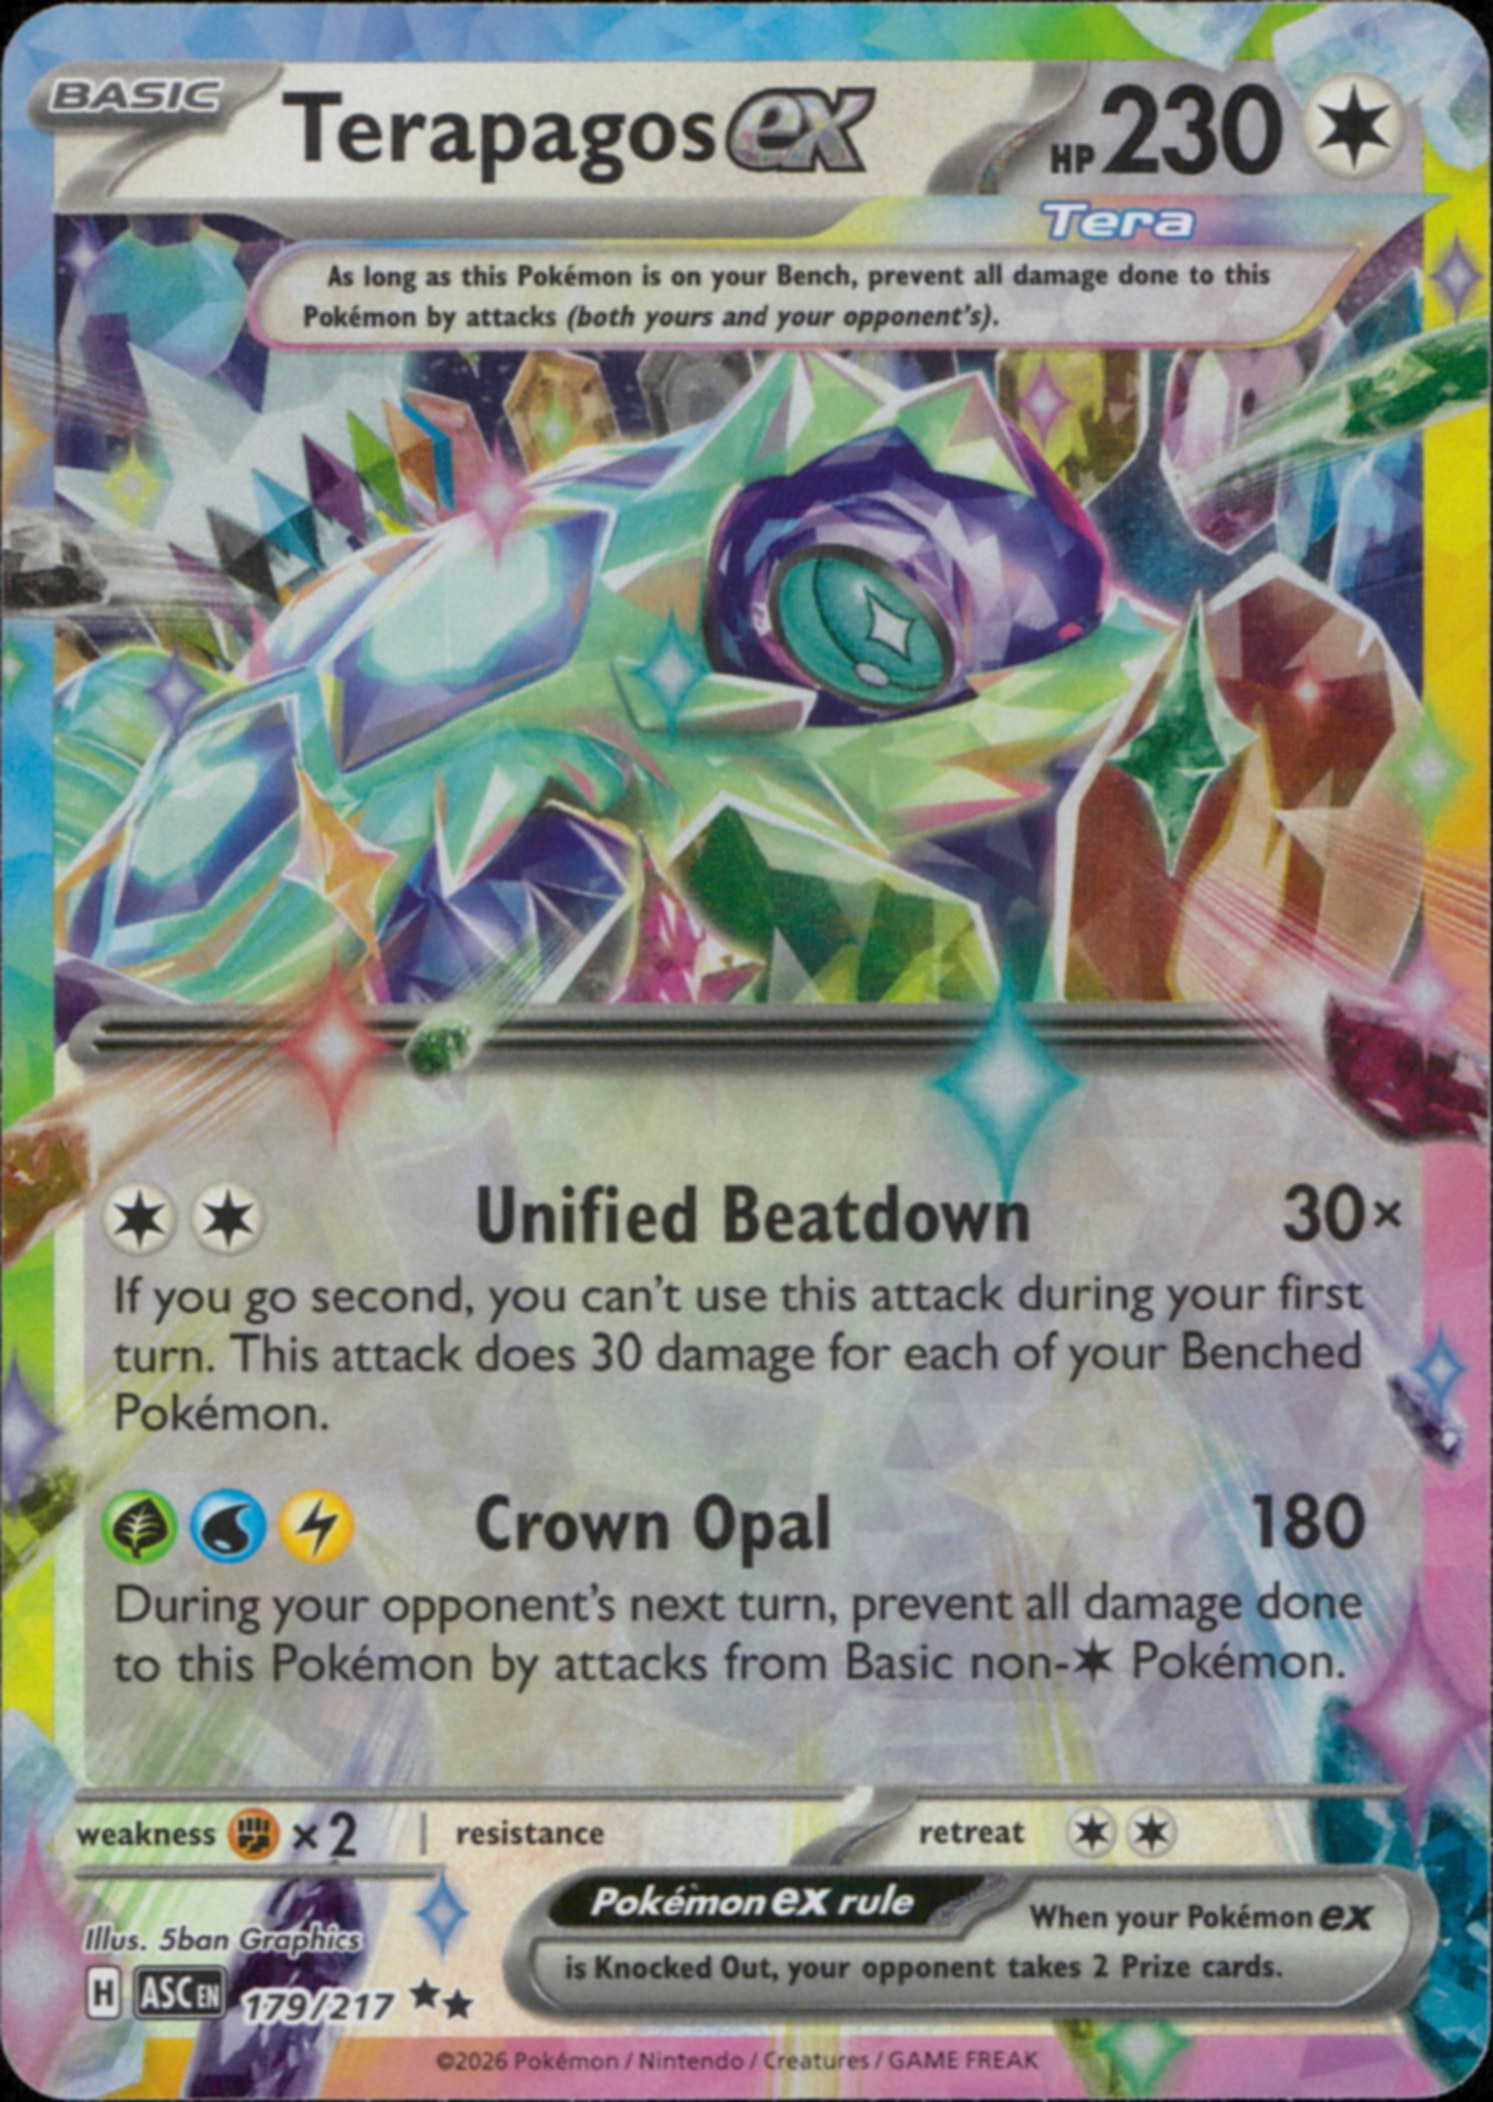 BASIC
Terapagos ex
HP 230
Tera
As long as this Pokémon is on your Bench, prevent all damage done to this
Pokémon by attacks (both yours and your opponent's).
Unified Beatdown 30×
If you go second, you can't use this attack during your first
turn. This attack does 30 damage for each of your Benched
Pokémon.
Crown Opal 180
During your opponent's next turn, prevent all damage done
to this Pokémon by attacks from Basic non- Pokémon.
weakness ×2 resistance retreat
Pokémon ex rule When your Pokémon ex
is Knocked Out, your opponent takes 2 Prize cards.
Illus. 5ban Graphics
H ASC EN 179/217 ★★
©2026 Pokémon / Nintendo / Creatures / GAME FREAK